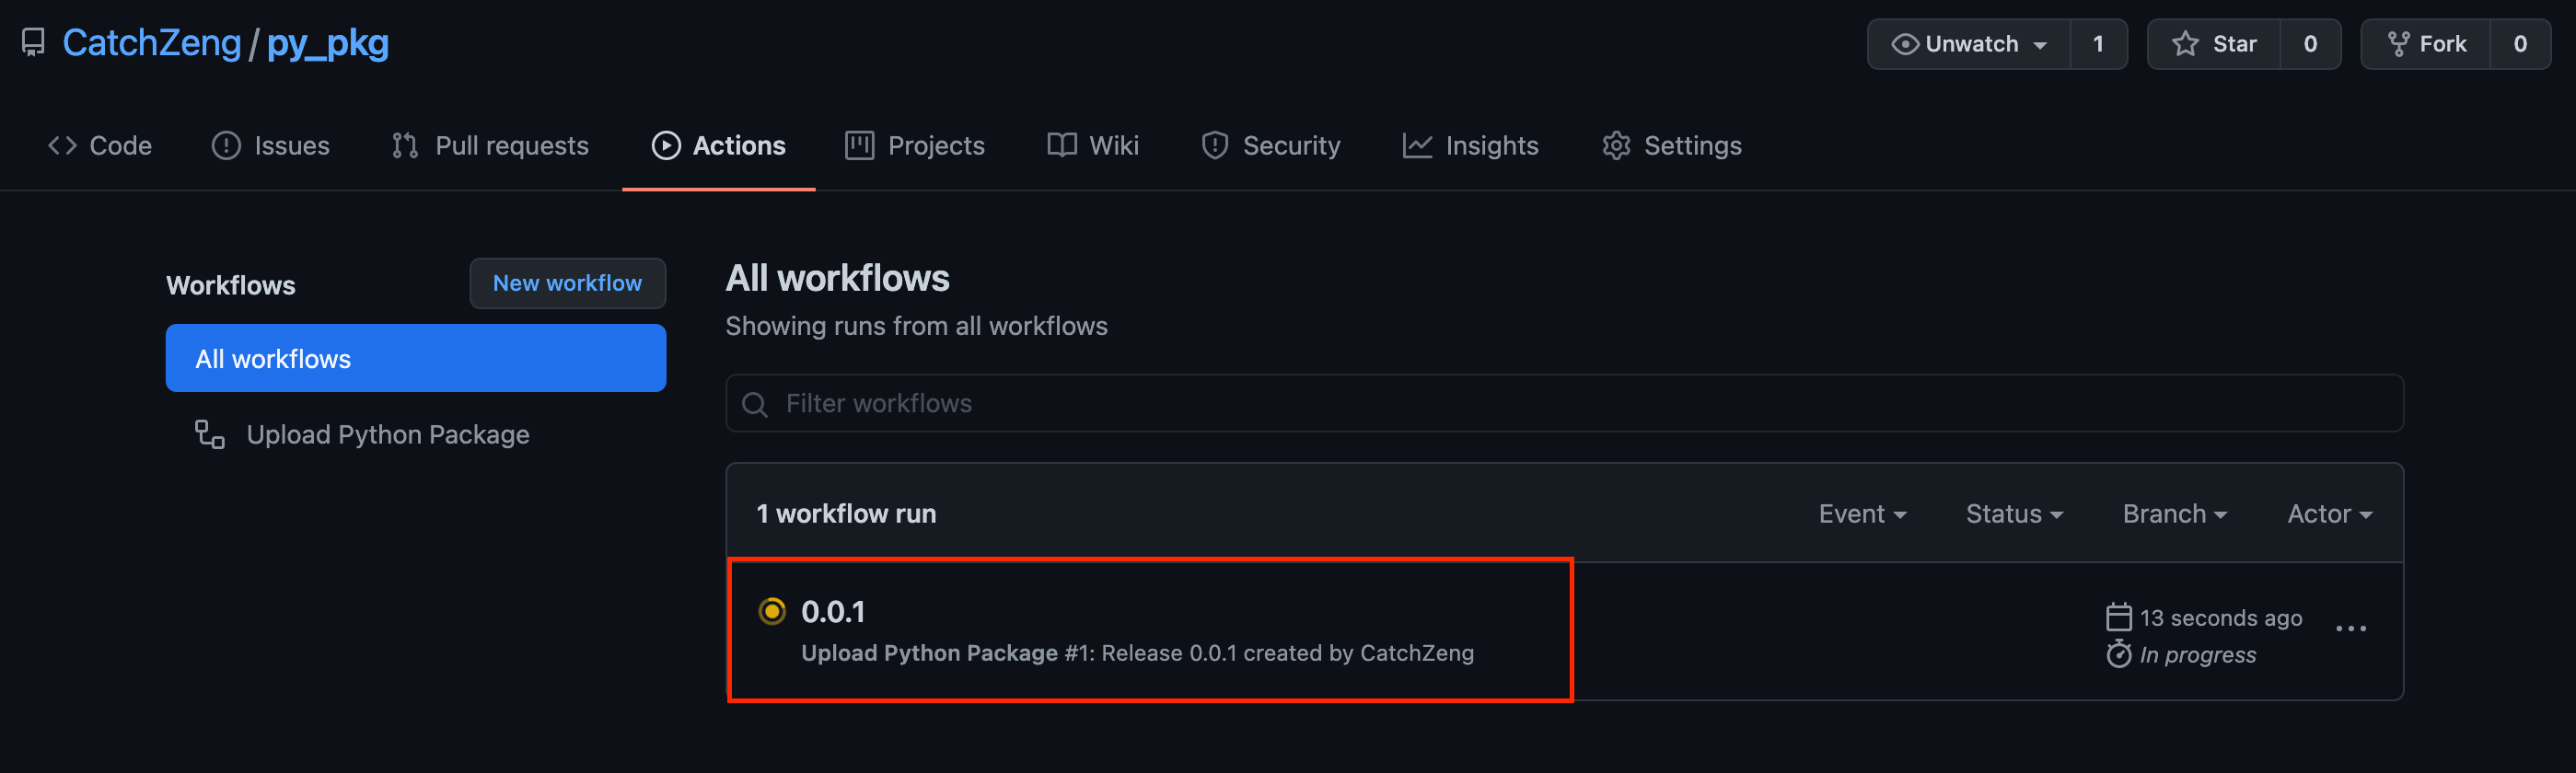 CatchZeng / py_pkg
Unwatch 1 Star 0 Fork 0
Code Issues Pull requests Actions Projects Wiki Security Insights Settings
Workflows New workflow
All workflows
Upload Python Package
All workflows
Showing runs from all workflows
Filter workflows
1 workflow run Event Status Branch Actor
0.0.1
Upload Python Package #1: Release 0.0.1 created by CatchZeng
13 seconds ago
In progress